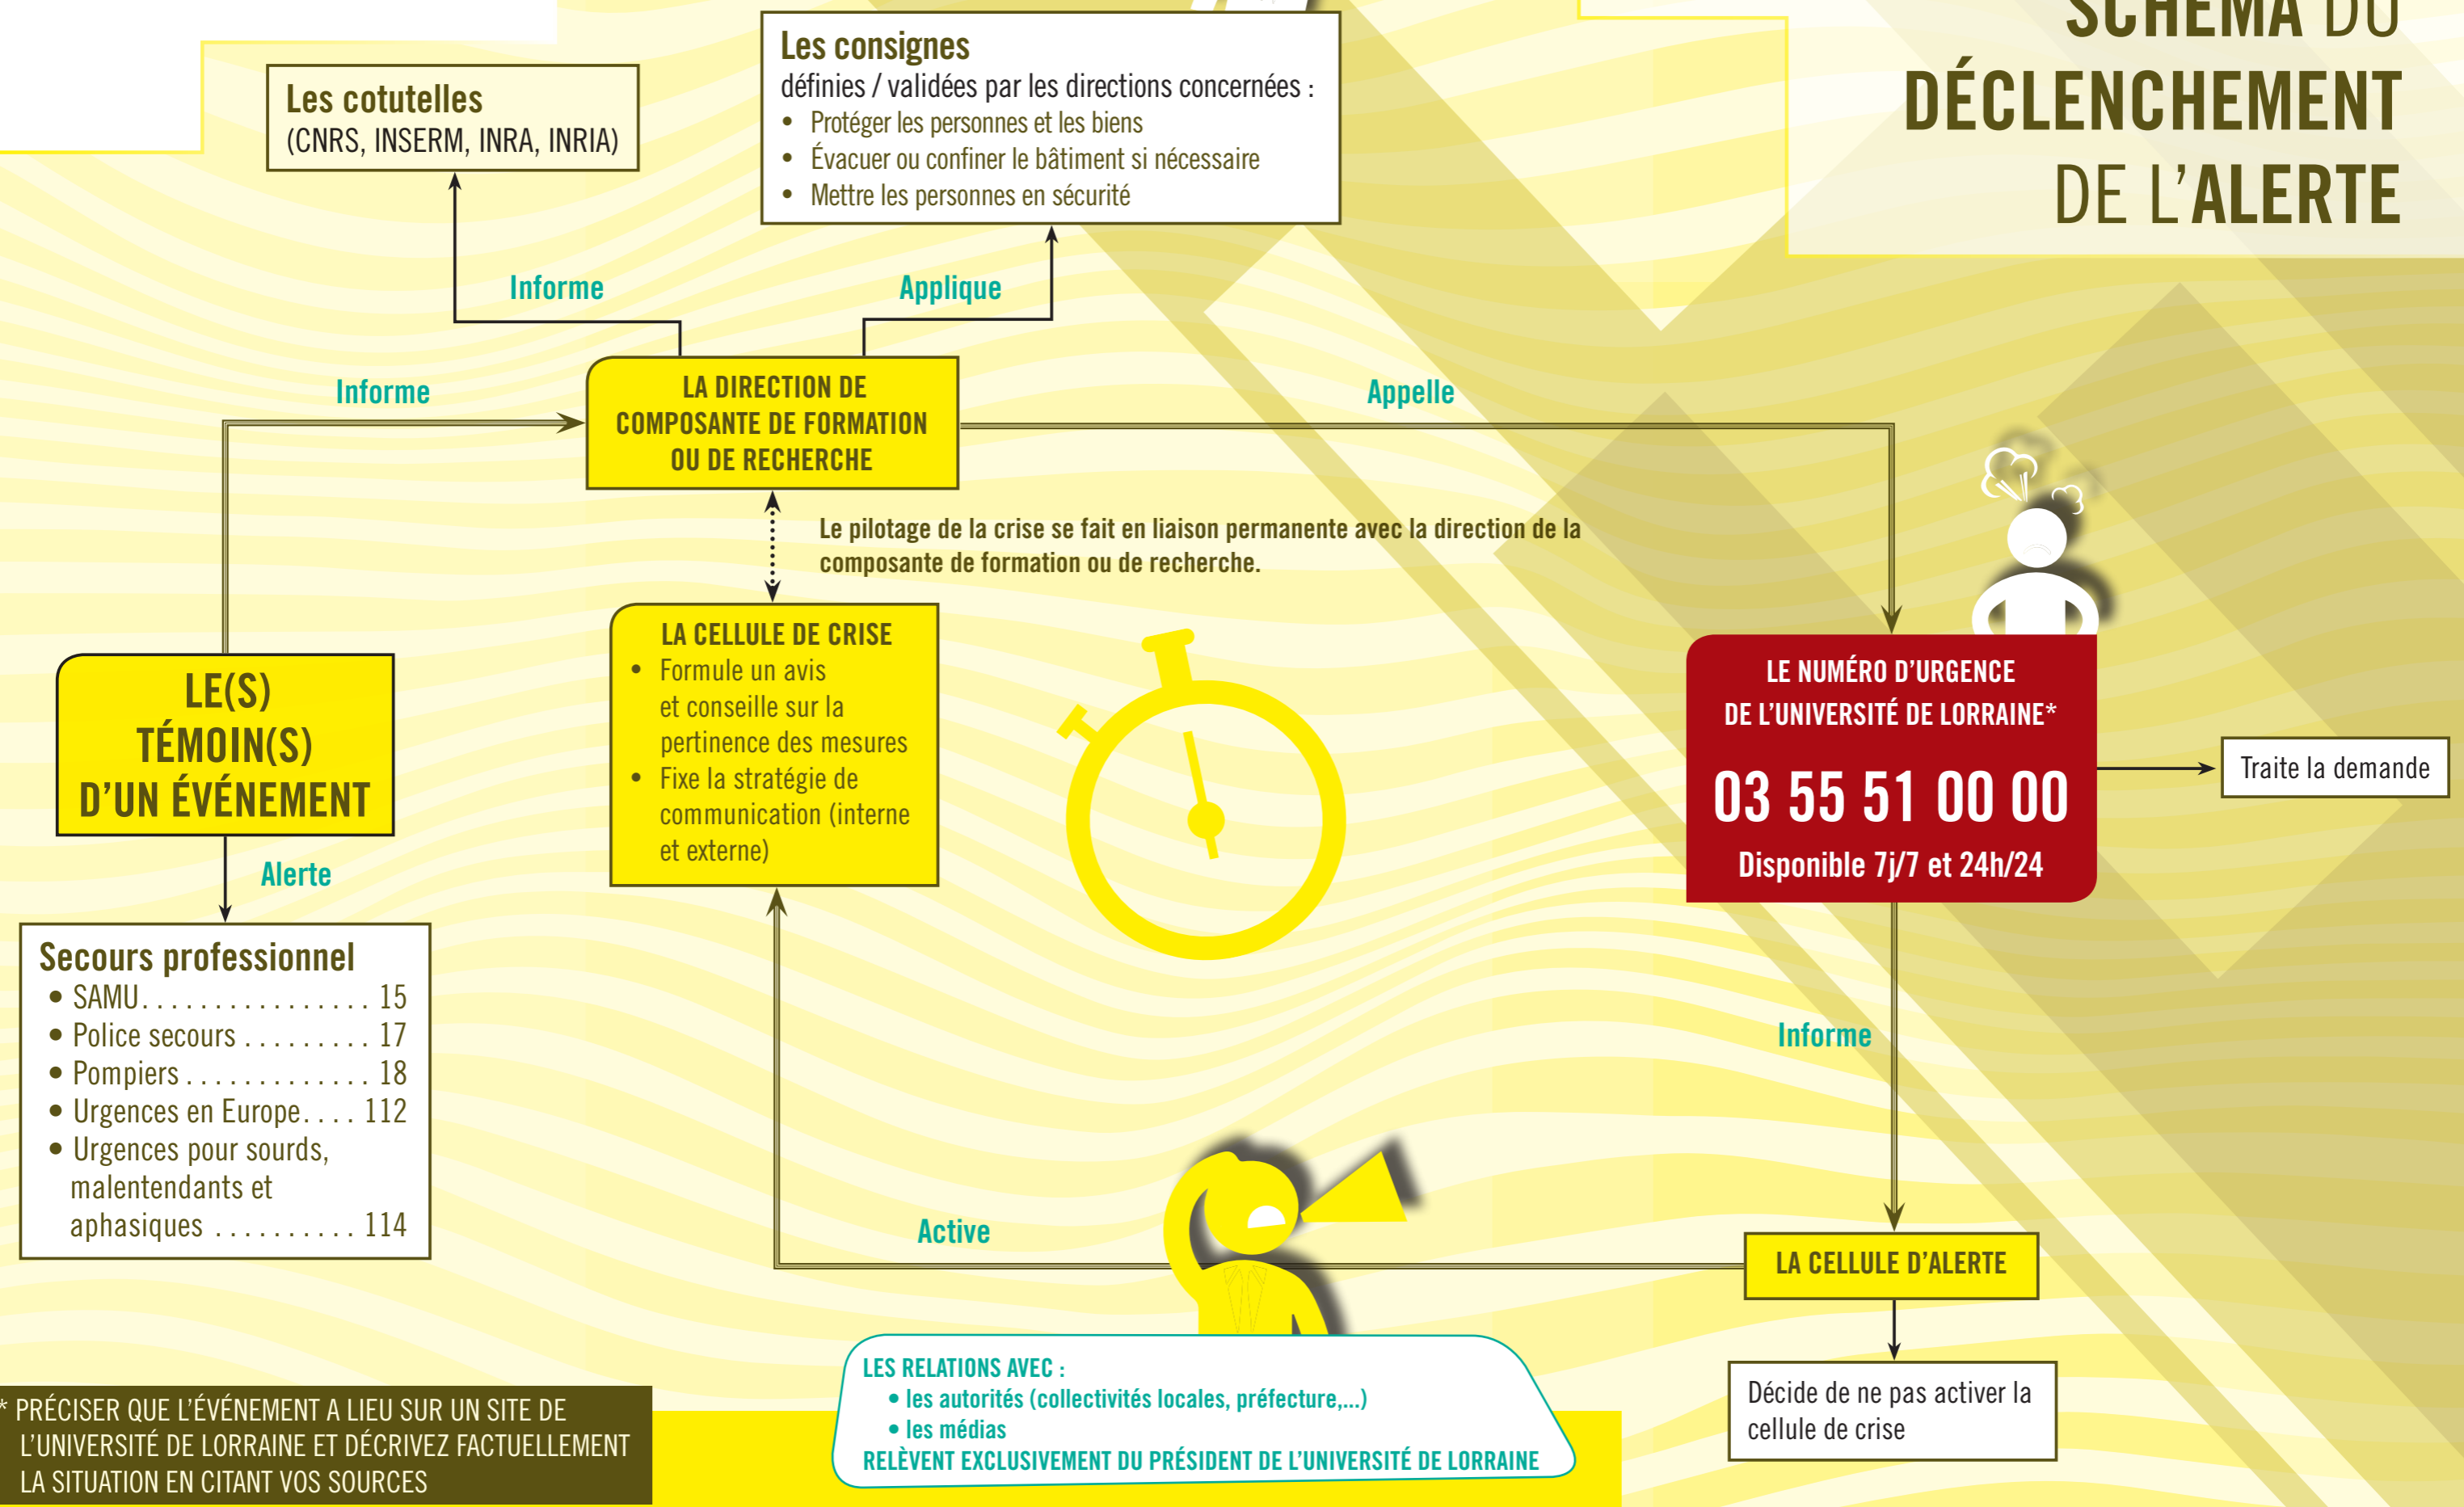 SCHÉMA DU
DÉCLENCHEMENT
DE L'ALERTE
Les cotutelles
(CNRS, INSERM, INRA, INRIA)
Les consignes
définies / validées par les directions concernées :
• Protéger les personnes et les biens
• Évacuer ou confiner le bâtiment si nécessaire
• Mettre les personnes en sécurité
Informe
Applique
Informe
LA DIRECTION DE
COMPOSANTE DE FORMATION
OU DE RECHERCHE
Appelle
Le pilotage de la crise se fait en liaison permanente avec la direction de la
composante de formation ou de recherche.
LE(S)
TÉMOIN(S)
D'UN ÉVÉNEMENT
Alerte
Secours professionnel
• SAMU................ 15
• Police secours ......... 17
• Pompiers ............. 18
• Urgences en Europe.... 112
• Urgences pour sourds,
malentendants et
aphasiques .......... 114
LA CELLULE DE CRISE
• Formule un avis
et conseille sur la
pertinence des mesures
• Fixe la stratégie de
communication (interne
et externe)
LE NUMÉRO D'URGENCE
DE L'UNIVERSITÉ DE LORRAINE*
03 55 51 00 00
Disponible 7j/7 et 24h/24
Traite la demande
Informe
Active
LA CELLULE D'ALERTE
Décide de ne pas activer la
cellule de crise
LES RELATIONS AVEC :
• les autorités (collectivités locales, préfecture,...)
• les médias
RELÈVENT EXCLUSIVEMENT DU PRÉSIDENT DE L'UNIVERSITÉ DE LORRAINE
* PRÉCISER QUE L'ÉVÉNEMENT A LIEU SUR UN SITE DE
L'UNIVERSITÉ DE LORRAINE ET DÉCRIVEZ FACTUELLEMENT
LA SITUATION EN CITANT VOS SOURCES